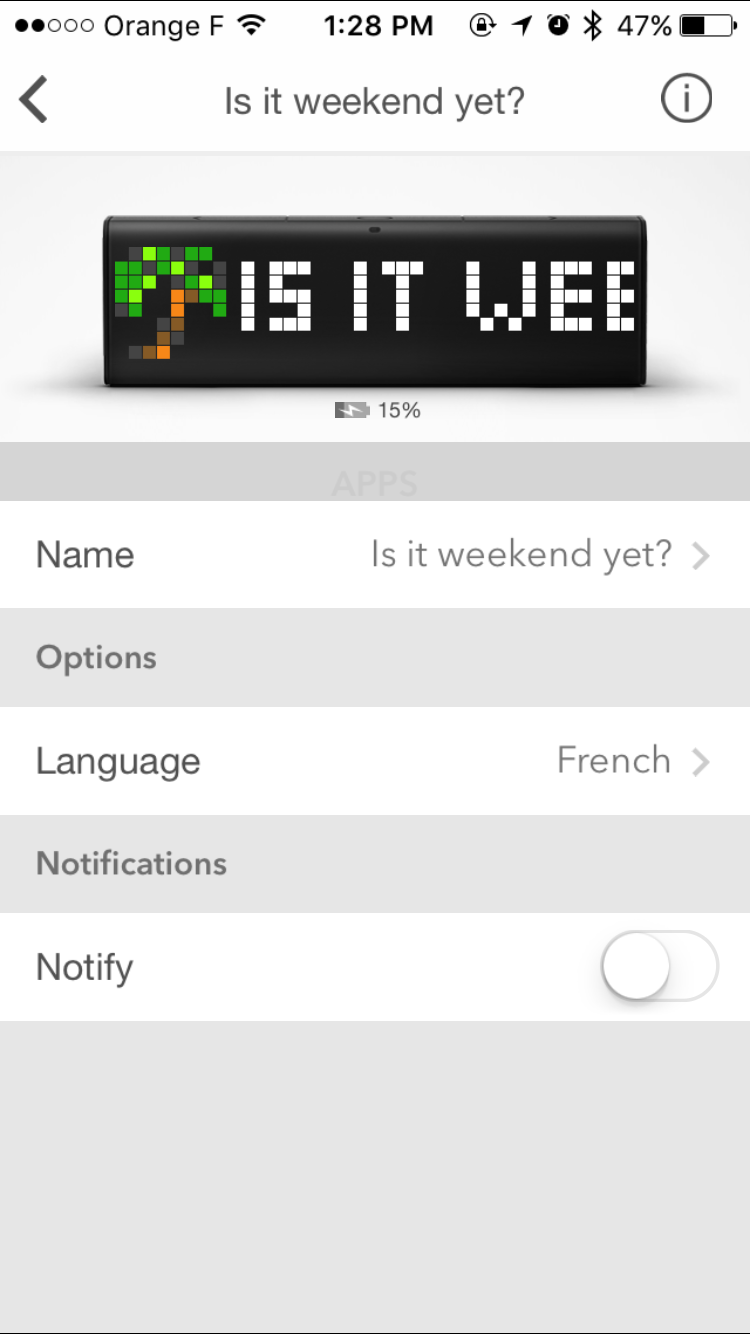 Orange F 1:28 PM 47%
Is it weekend yet?
IS IT WEE
15%
APPS
Name Is it weekend yet?
Options
Language French
Notifications
Notify